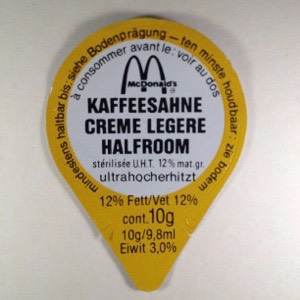 mindestens haltbar bis: siehe Bodenprägung — ten minste houdbaar: zie bodem
à consommer avant le: voir au dos
McDonald's
KAFFEESAHNE
CREME LEGERE
HALFROOM
stérilisée U.H.T. 12% mat.gr.
ultrahocherhitzt
12% Fett/Vet 12%
cont. 10g
10g/9,8ml
Eiwit 3,0%